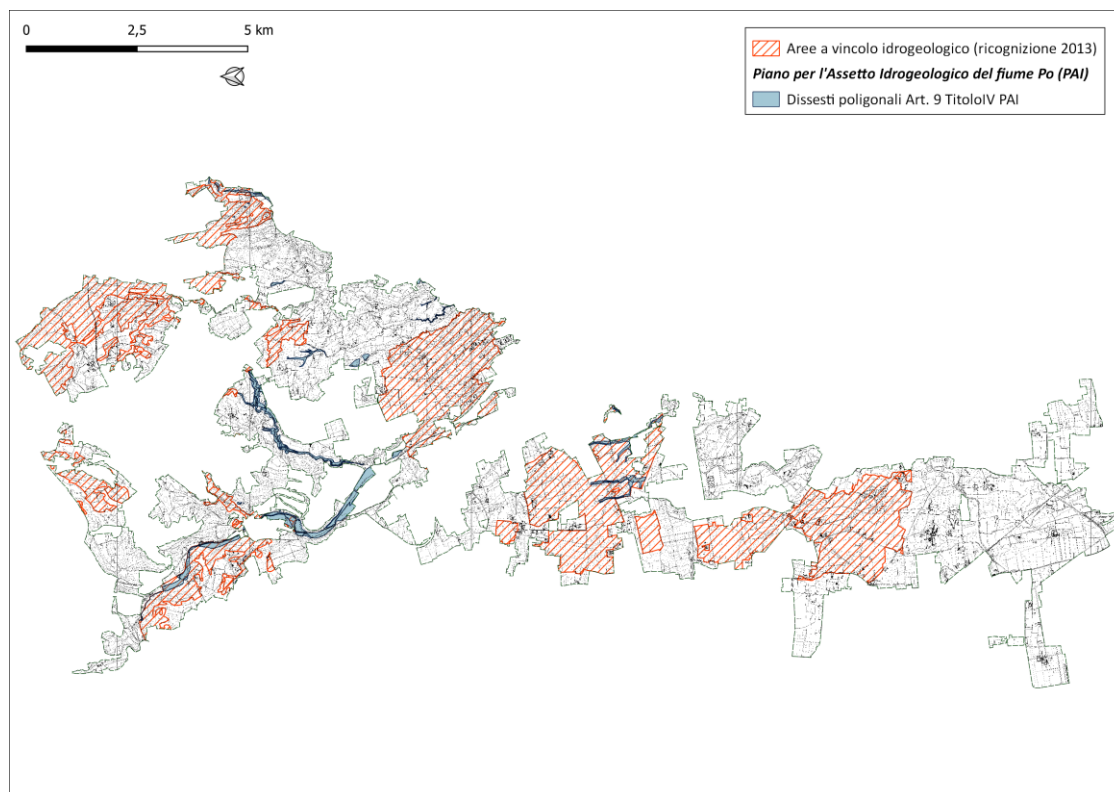 0 2,5 5 km
Aree a vincolo idrogeologico (ricognizione 2013)
Piano per l'Assetto Idrogeologico del fiume Po (PAI)
Dissesti poligonali Art. 9 TitoloIV PAI